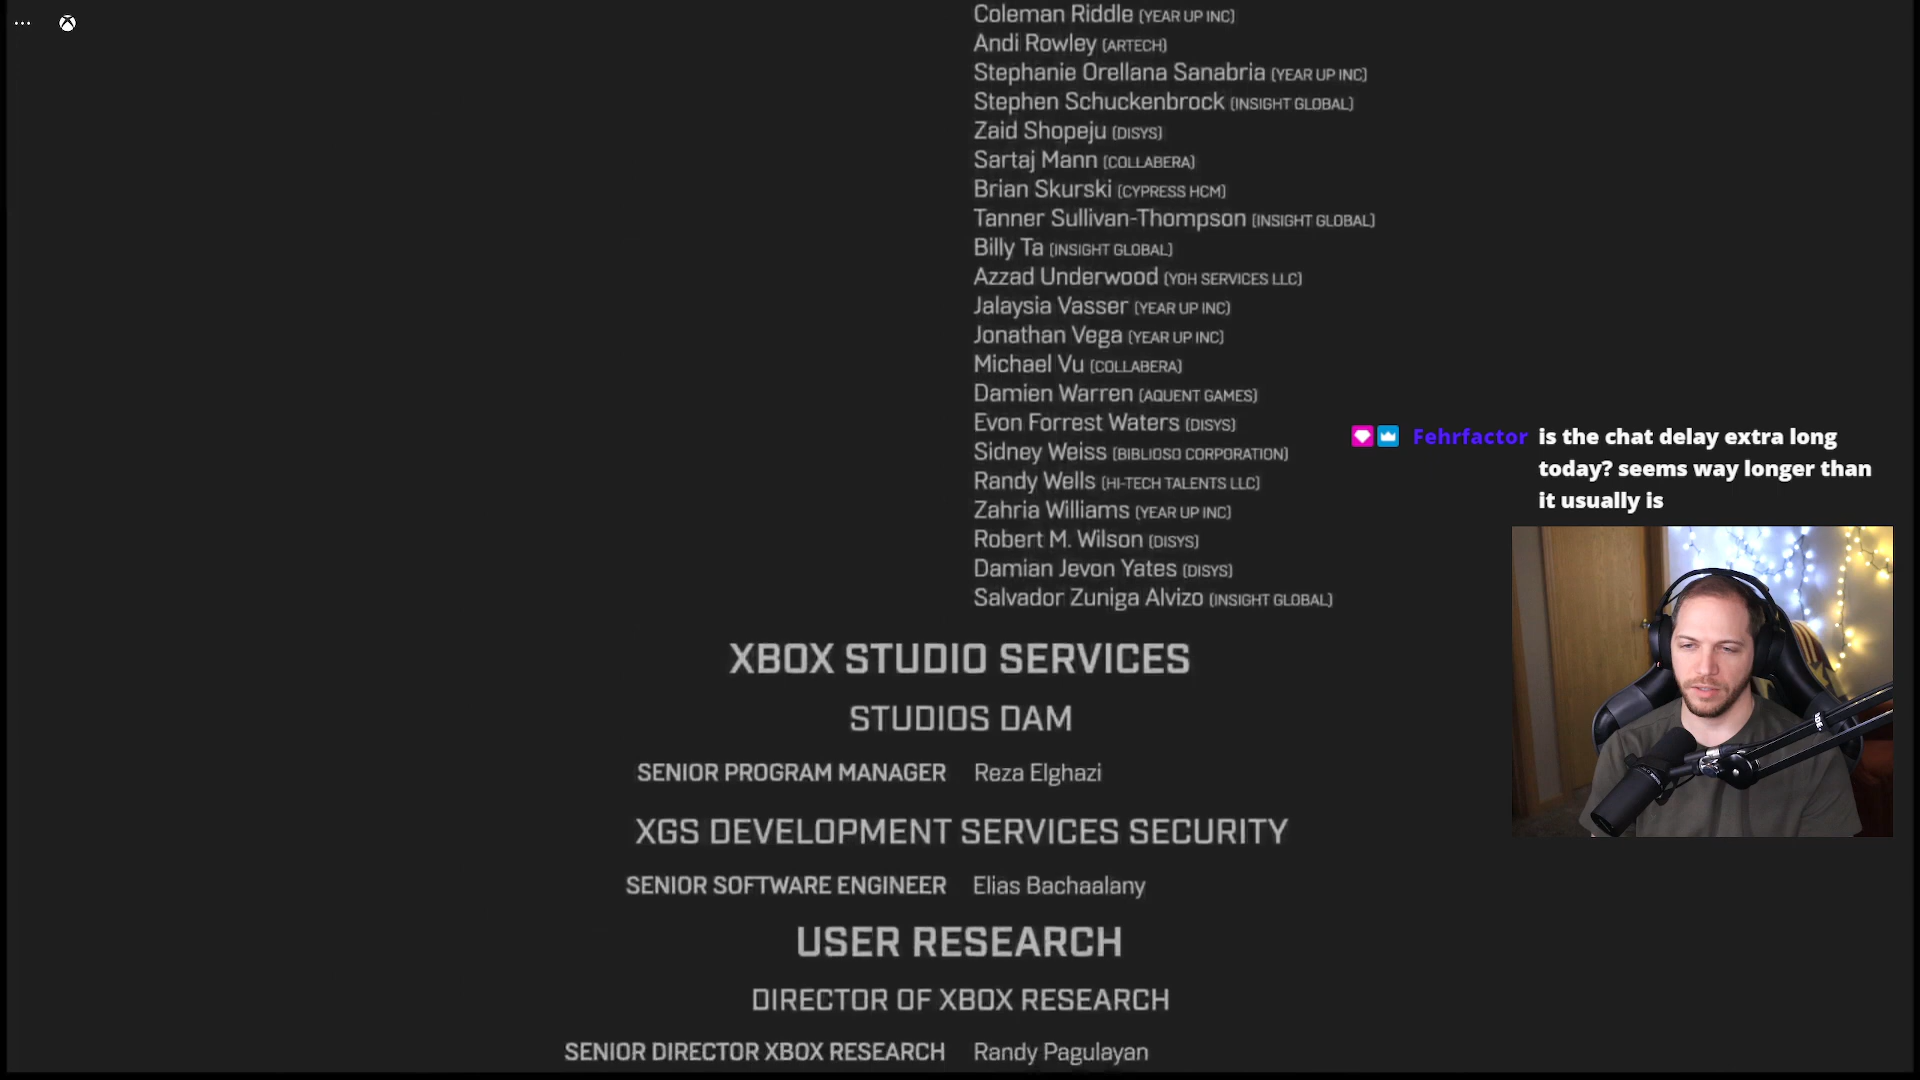 Coleman Riddle (YEAR UP INC)
Andi Rowley (ARTECH)
Stephanie Orellana Sanabria (YEAR UP INC)
Stephen Schuckenbrock (INSIGHT GLOBAL)
Zaid Shopeju (DISYS)
Sartaj Mann (COLLABERA)
Brian Skurski (CYPRESS HCM)
Tanner Sullivan-Thompson (INSIGHT GLOBAL)
Billy Ta (INSIGHT GLOBAL)
Azzad Underwood (YOH SERVICES LLC)
Jalaysia Vasser (YEAR UP INC)
Jonathan Vega (YEAR UP INC)
Michael Vu (COLLABERA)
Damien Warren (AQUENT GAMES)
Evon Forrest Waters (DISYS)
Sidney Weiss (BIBLIOSO CORPORATION)
Randy Wells (HI-TECH TALENTS LLC)
Zahria Williams (YEAR UP INC)
Robert M. Wilson (DISYS)
Damian Jevon Yates (DISYS)
Salvador Zuniga Alvizo (INSIGHT GLOBAL)
Fehrfactor is the chat delay extra long
today? seems way longer than
it usually is
XBOX STUDIO SERVICES
STUDIOS DAM
SENIOR PROGRAM MANAGER Reza Elghazi
XGS DEVELOPMENT SERVICES SECURITY
SENIOR SOFTWARE ENGINEER Elias Bachaalany
USER RESEARCH
DIRECTOR OF XBOX RESEARCH
SENIOR DIRECTOR XBOX RESEARCH Randy Pagulayan